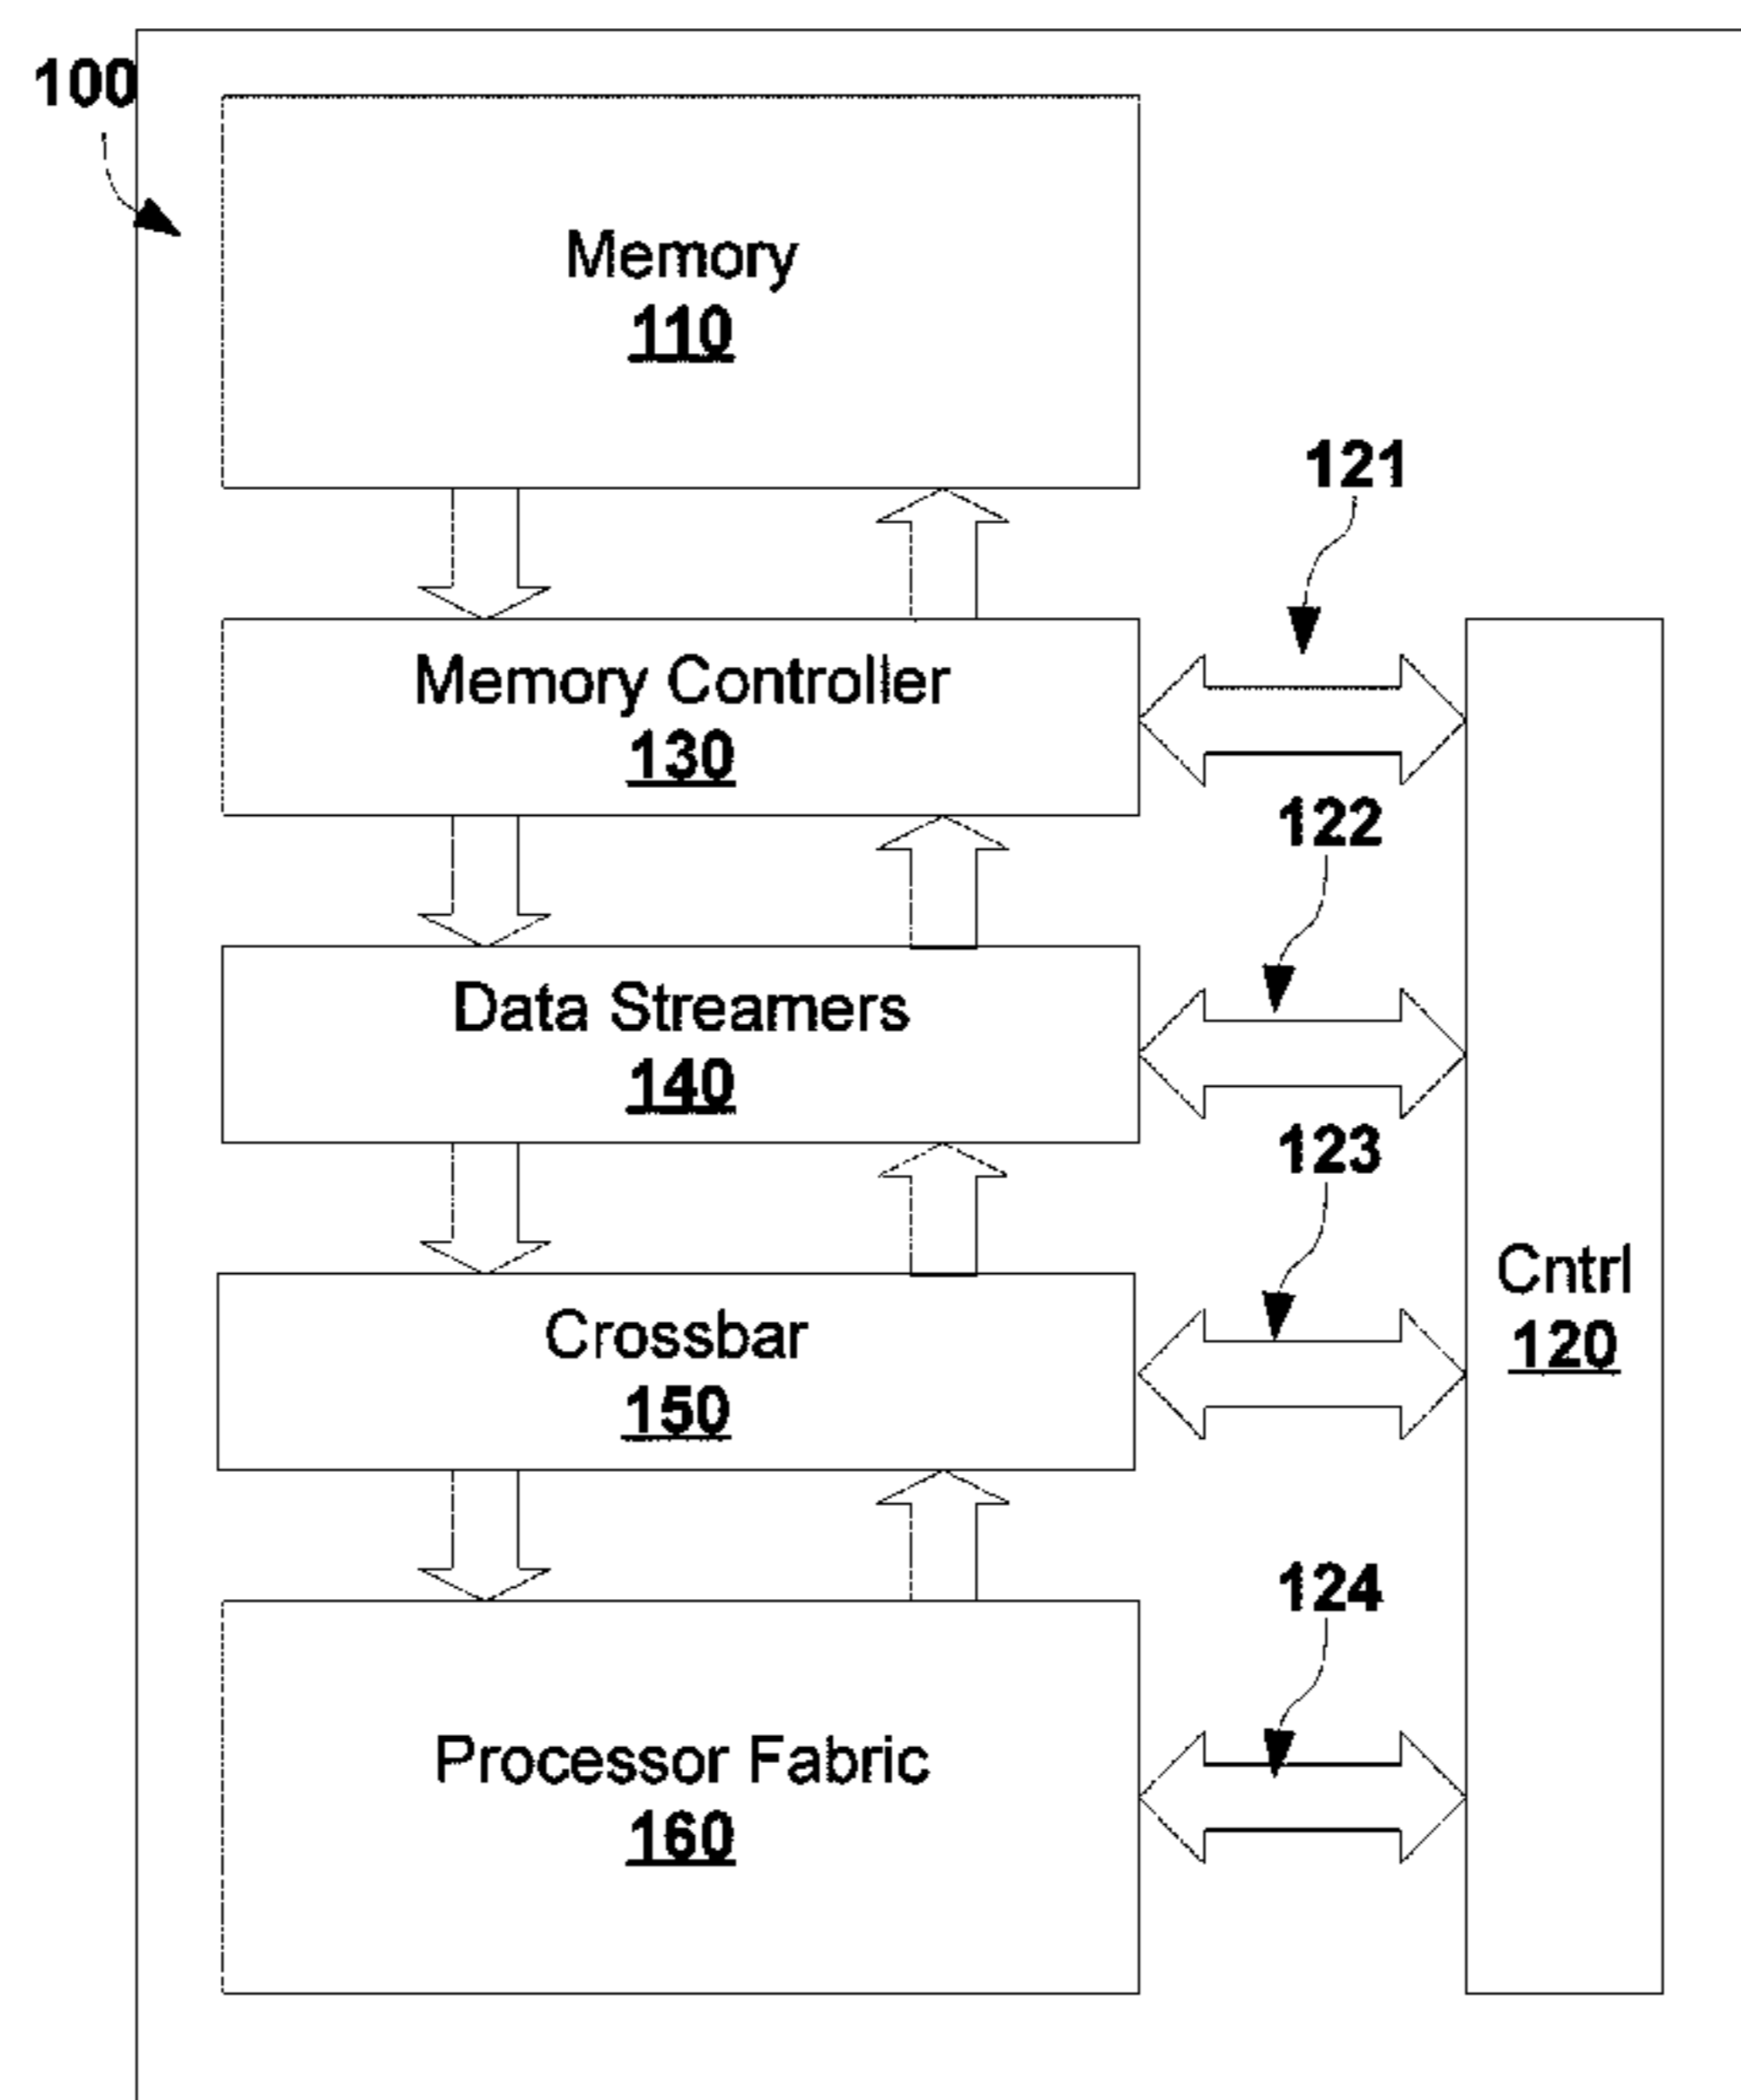 100
Memory
110
121
Memory Controller
130
122
Data Streamers
140
123
Cntrl
120
Crossbar
150
124
Processor Fabric
160